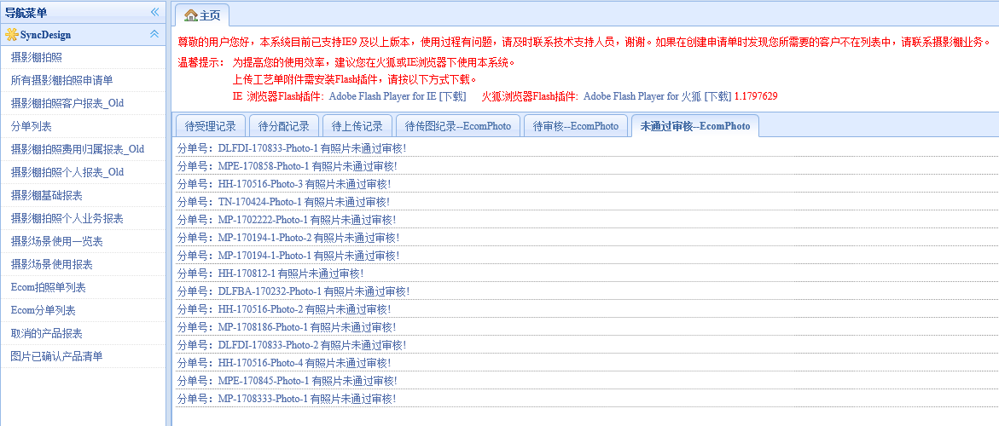 导航菜单
SyncDesign
摄影棚拍照
所有摄影棚拍照申请单
摄影棚拍照客户报表_Old
分单列表
摄影棚拍照费用归属报表_Old
摄影棚拍照个人报表_Old
摄影棚基础报表
摄影棚拍照个人业务报表
摄影场景使用一览表
摄影场景使用报表
Ecom拍照单列表
Ecom分单列表
取消的产品报表
图片已确认产品清单
主页
尊敬的用户您好，本系统目前已支持IE9 及以上版本，使用过程有问题，请及时联系技术支持人员，谢谢。如果在创建申请单时发现您所需要的客户不在列表中，请联系摄影棚业务。
温馨提示： 为提高您的使用效率，建议您在火狐或IE浏览器下使用本系统。
上传工艺单附件需安装Flash插件，请按以下方式下载。
IE 浏览器Flash插件: Adobe Flash Player for IE [下载] 火狐浏览器Flash插件: Adobe Flash Player for 火狐 [下载] 1.1797629
待受理记录 待分配记录 待上传记录 待传图纪录--EcomPhoto 待审核--EcomPhoto 未通过审核--EcomPhoto
分单号：DLFDI-170833-Photo-1 有照片未通过审核!
分单号：MPE-170858-Photo-1 有照片未通过审核!
分单号：HH-170516-Photo-3 有照片未通过审核!
分单号：TN-170424-Photo-1 有照片未通过审核!
分单号：MP-1702222-Photo-1 有照片未通过审核!
分单号：MP-170194-1-Photo-2 有照片未通过审核!
分单号：MP-170194-1-Photo-1 有照片未通过审核!
分单号：HH-170812-1 有照片未通过审核!
分单号：DLFBA-170232-Photo-1 有照片未通过审核!
分单号：HH-170516-Photo-2 有照片未通过审核!
分单号：MP-1708186-Photo-1 有照片未通过审核!
分单号：DLFDI-170833-Photo-2 有照片未通过审核!
分单号：HH-170516-Photo-4 有照片未通过审核!
分单号：MPE-170845-Photo-1 有照片未通过审核!
分单号：MP-1708333-Photo-1 有照片未通过审核!